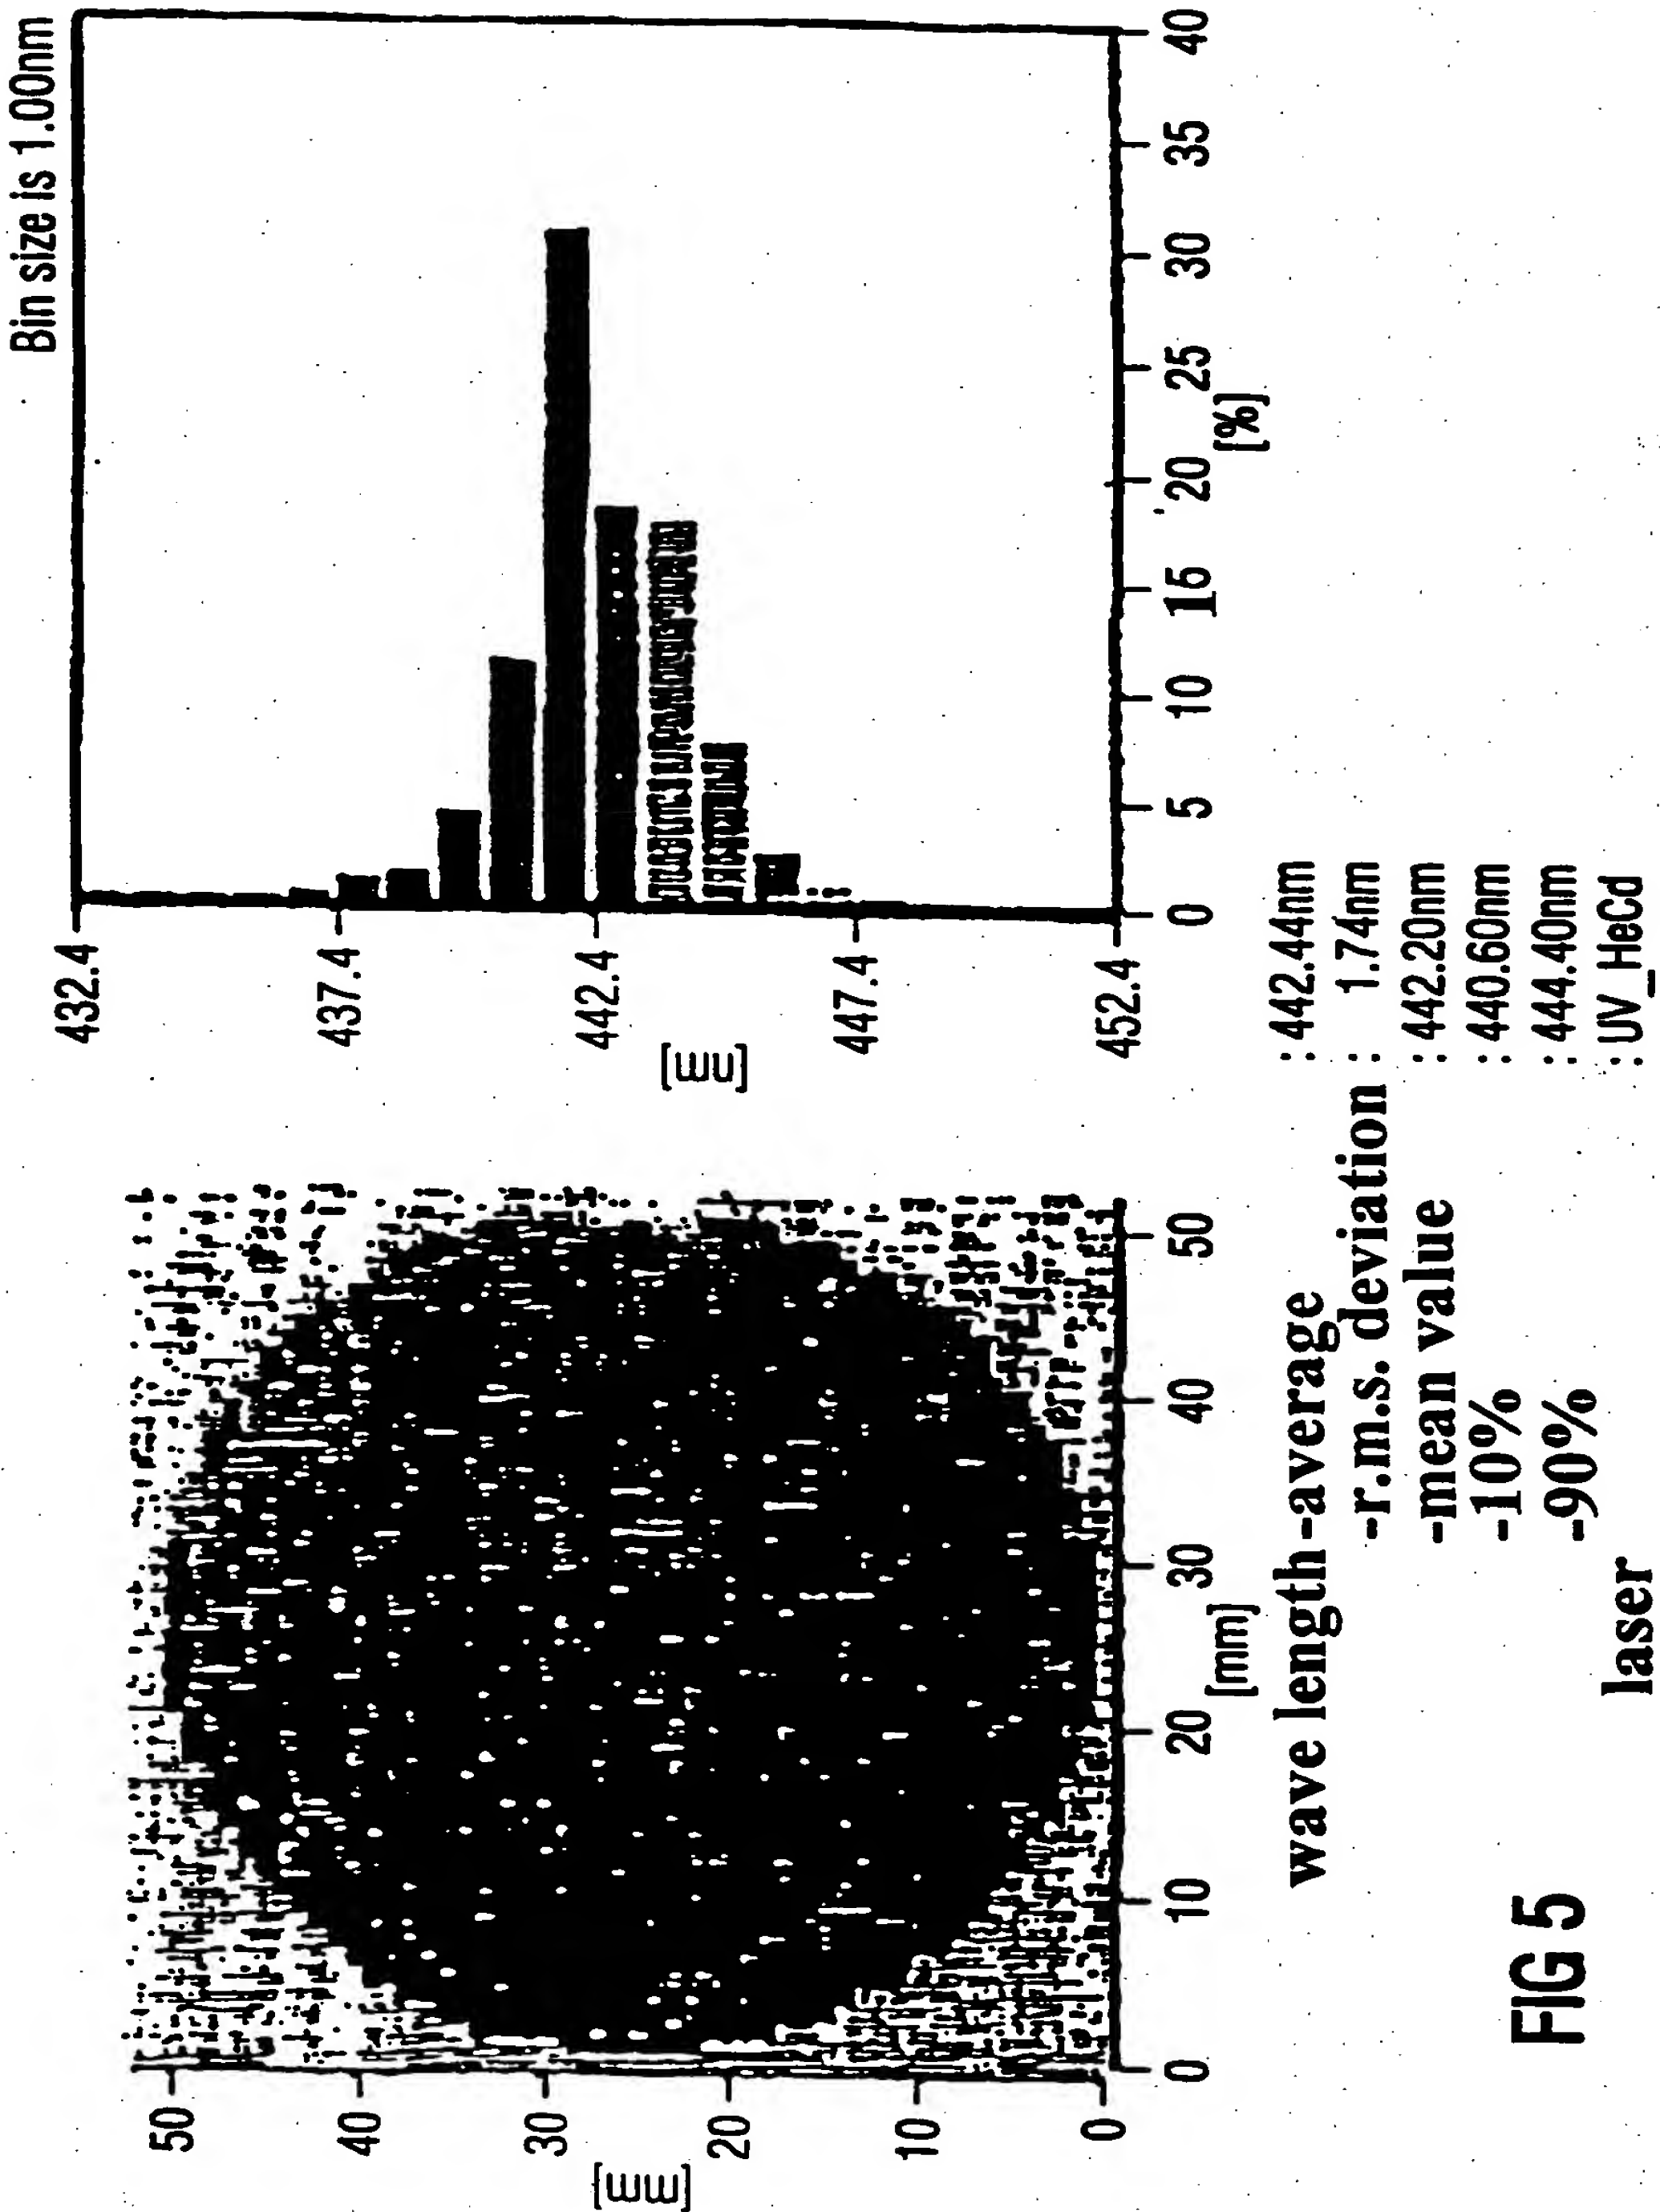 Bin size is 1.00nm
432.4
437.4
442.4
447.4
452.4
[nm]
0
5
10
15
20
25
30
35
40
[%]
50
40
30
20
10
0
[mm]
0
10
20
30
40
50
[mm]
wave length -average : 442.44nm
-r.m.s. deviation : 1.74nm
-mean value : 442.20nm
-10% : 440.60nm
-90% : 444.40nm
laser : UV_HeCd
FIG 5